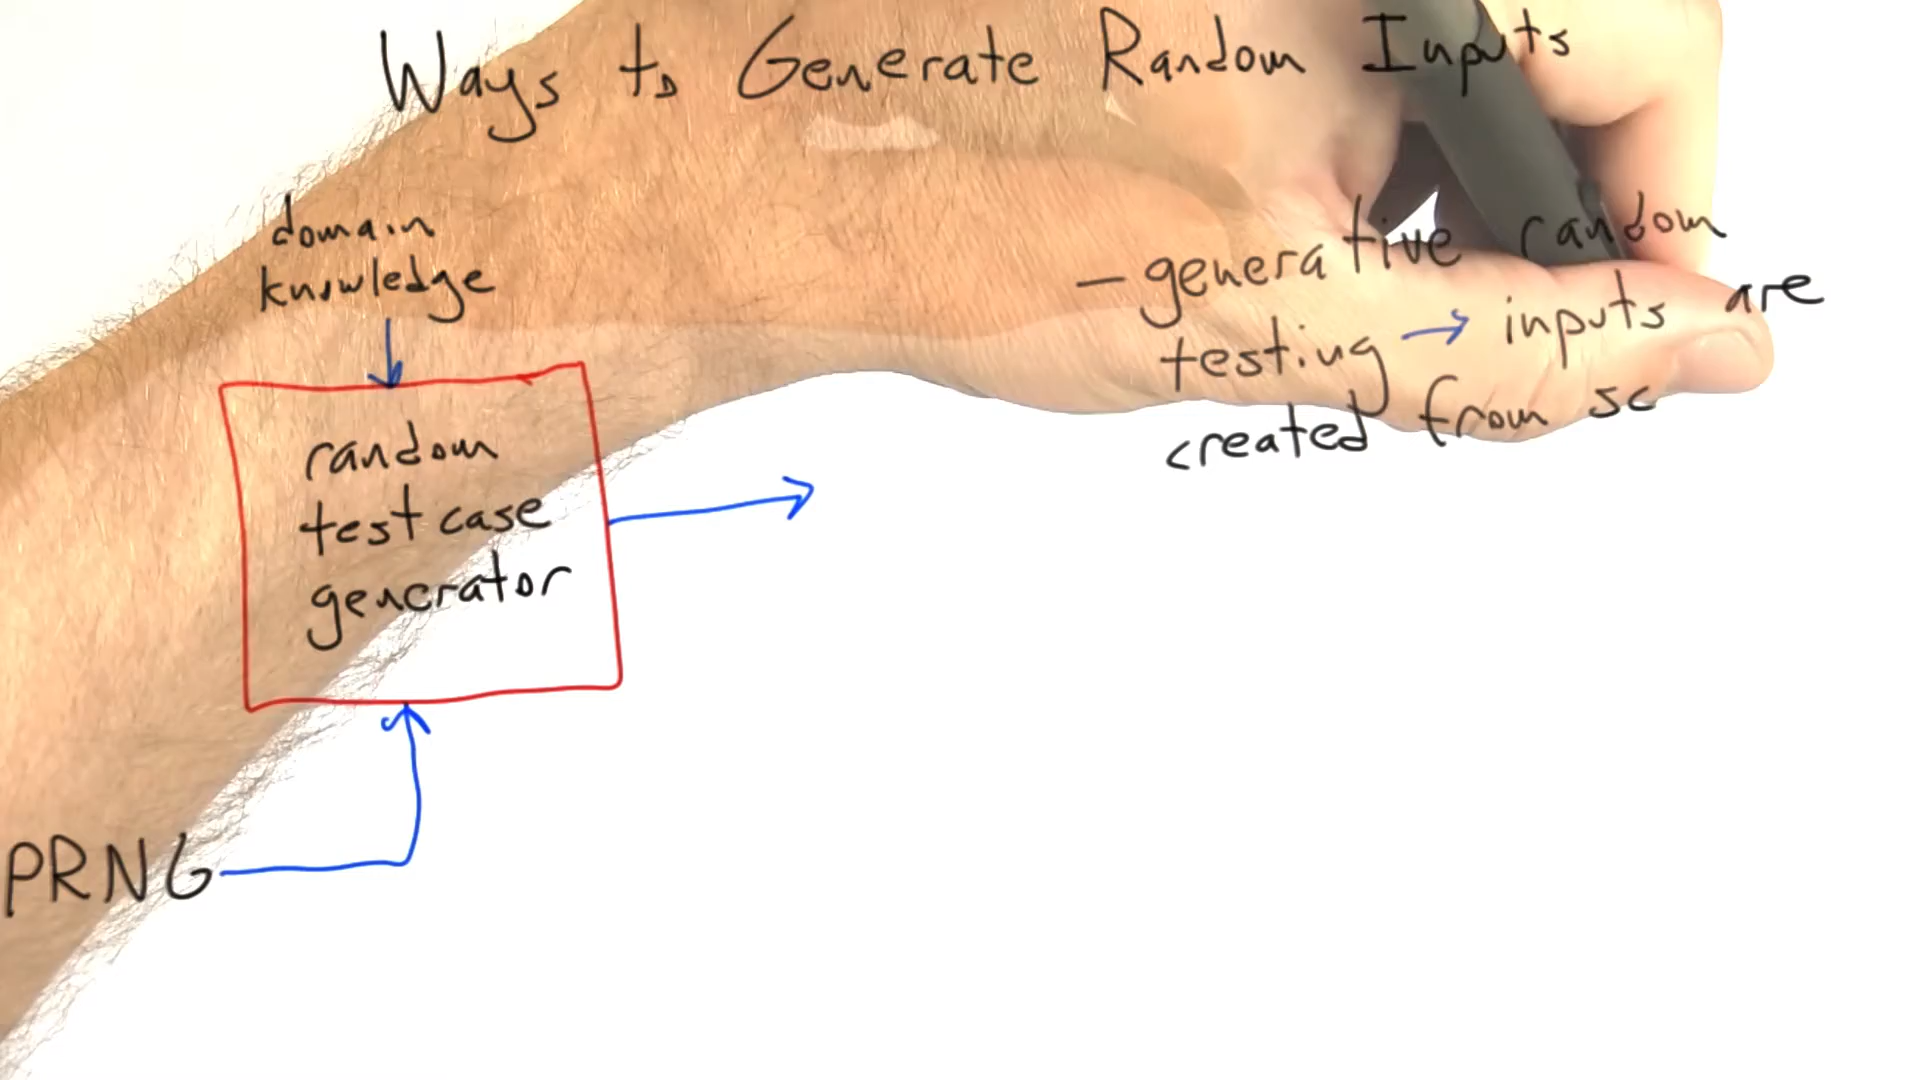 Ways to Generate Random Inputs
domain
knowledge
random
test case
generator
PRNG
- generative random
testing → inputs are
created from sc